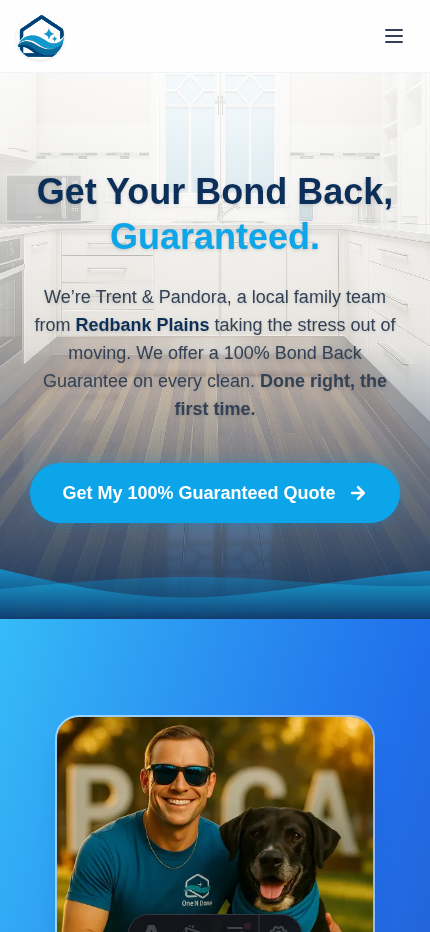 Get Your Bond Back,
Guaranteed.
We’re Trent & Pandora, a local family team
from Redbank Plains taking the stress out of
moving. We offer a 100% Bond Back
Guarantee on every clean. Done right, the
first time.
Get My 100% Guaranteed Quote
One N Done